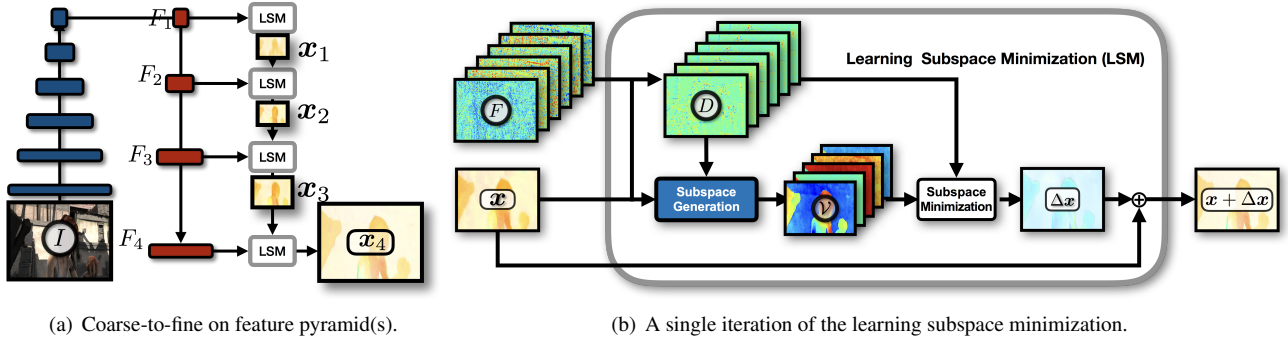 F₁
LSM
x₁
F₂
LSM
x₂
F₃
LSM
x₃
I
F₄
LSM
x₄
(a) Coarse-to-fine on feature pyramid(s).
Learning Subspace Minimization (LSM)
F
D
x
Subspace
Generation
V
Subspace
Minimization
Δx
⊕
x + Δx
(b) A single iteration of the learning subspace minimization.